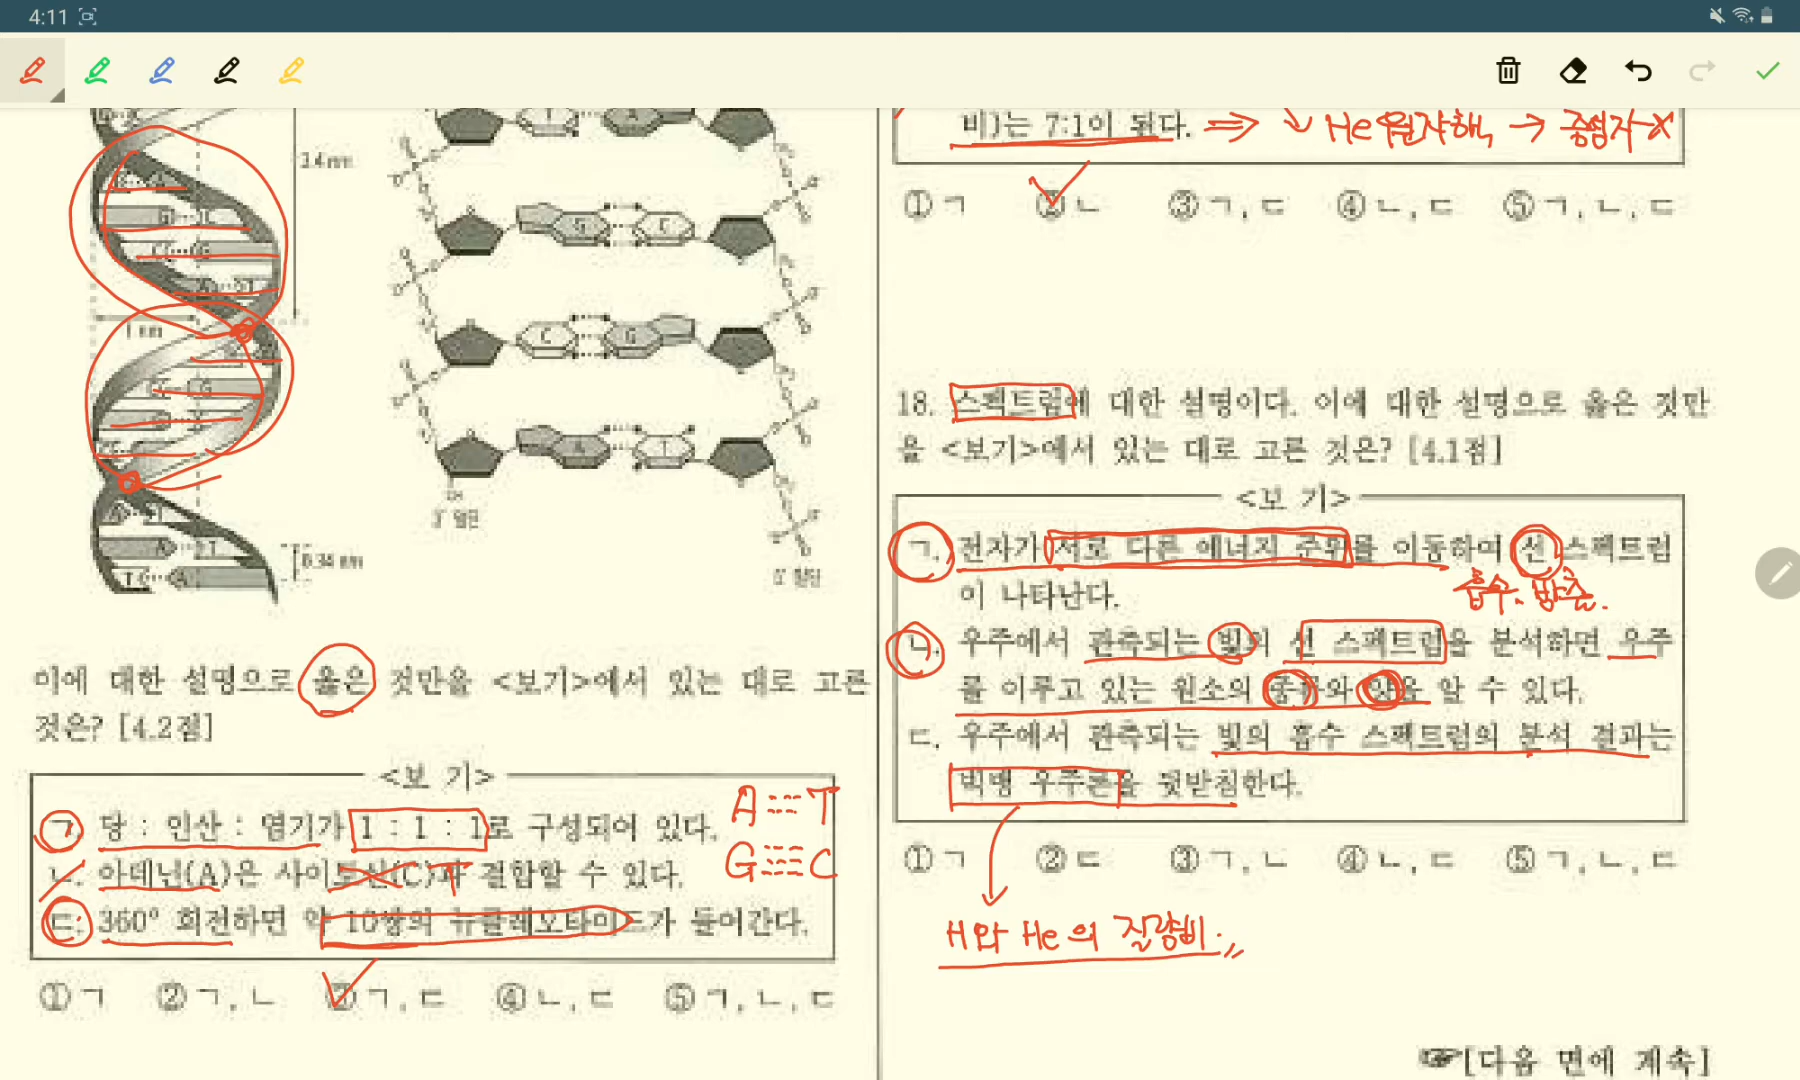 4:11
3.4 nm
1 nm
0.34 nm
T A
G C
C G
A T
3' 말단
이에 대한 설명으로 옳은 것만을 <보기>에서 있는 대로 고른
것은? [4.2점]
<보 기>
ㄱ. 당 : 인산 : 염기가 1 : 1 : 1로 구성되어 있다.
ㄴ. 아데닌(A)은 사이토신(C)과 결합할 수 있다.
T
ㄷ. 360° 회전하면 약 10쌍의 뉴클레오타이드가 들어간다.
A T
G C
① ㄱ ② ㄱ, ㄴ ③ ㄱ, ㄷ ④ ㄴ, ㄷ ⑤ ㄱ, ㄴ, ㄷ
비)는 7:1이 된다. ⇒ ↘ He 원자핵, → 중성자 X
① ㄱ ② ㄴ ③ ㄱ, ㄷ ④ ㄴ, ㄷ ⑤ ㄱ, ㄴ, ㄷ
18. 스펙트럼에 대한 설명이다. 이에 대한 설명으로 옳은 것만
을 <보기>에서 있는 대로 고른 것은? [4.1점]
<보 기>
ㄱ. 전자가 서로 다른 에너지 준위를 이동하여 선 스펙트럼
이 나타난다.
흡수, 방출.
ㄴ. 우주에서 관측되는 빛의 선 스펙트럼을 분석하면 우주
를 이루고 있는 원소의 종류와 양을 알 수 있다.
ㄷ. 우주에서 관측되는 빛의 흡수 스펙트럼의 분석 결과는
빅뱅 우주론을 뒷받침한다.
① ㄱ ② ㄷ ③ ㄱ, ㄴ ④ ㄴ, ㄷ ⑤ ㄱ, ㄴ, ㄷ
H와 He의 질량비.
☞[다음 면에 계속]